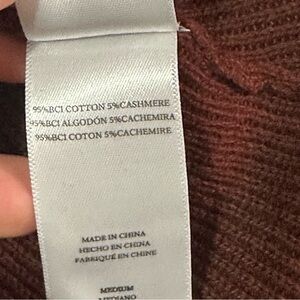 95%BCI COTTON 5%CASHMERE
95%BCI ALGODÓN 5%CACHEMIRA
95%BCI COTON 5%CACHEMIRE
MADE IN CHINA
HECHO EN CHINA
FABRIQUÉ EN CHINE
MEDIUM
MEDIANO